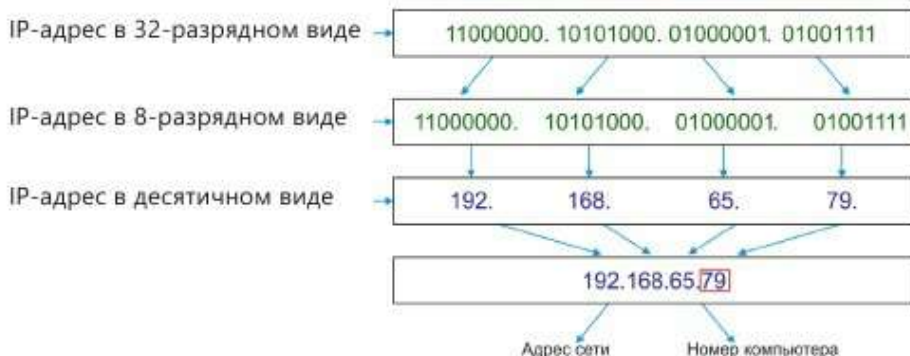 IP-адрес в 32-разрядном виде
11000000. 10101000. 01000001. 01001111
IP-адрес в 8-разрядном виде
11000000. 10101000. 01000001. 01001111
IP-адрес в десятичном виде
192. 168. 65. 79.
192.168.65.79
Адрес сети Номер компьютера